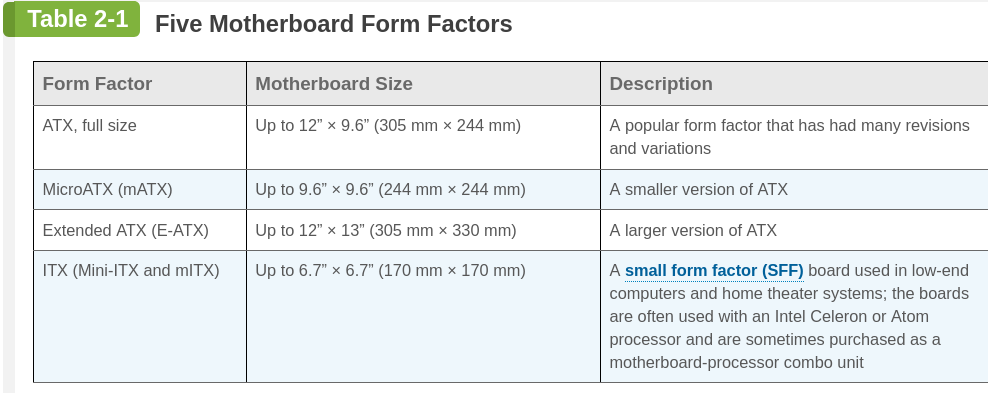 Table 2-1 Five Motherboard Form Factors
Form Factor Motherboard Size Description
ATX, full size Up to 12” × 9.6” (305 mm × 244 mm) A popular form factor that has had many revisions
and variations
MicroATX (mATX) Up to 9.6” × 9.6” (244 mm × 244 mm) A smaller version of ATX
Extended ATX (E-ATX) Up to 12” × 13” (305 mm × 330 mm) A larger version of ATX
ITX (Mini-ITX and mITX) Up to 6.7” × 6.7” (170 mm × 170 mm) A small form factor (SFF) board used in low-end
computers and home theater systems; the boards
are often used with an Intel Celeron or Atom
processor and are sometimes purchased as a
motherboard-processor combo unit